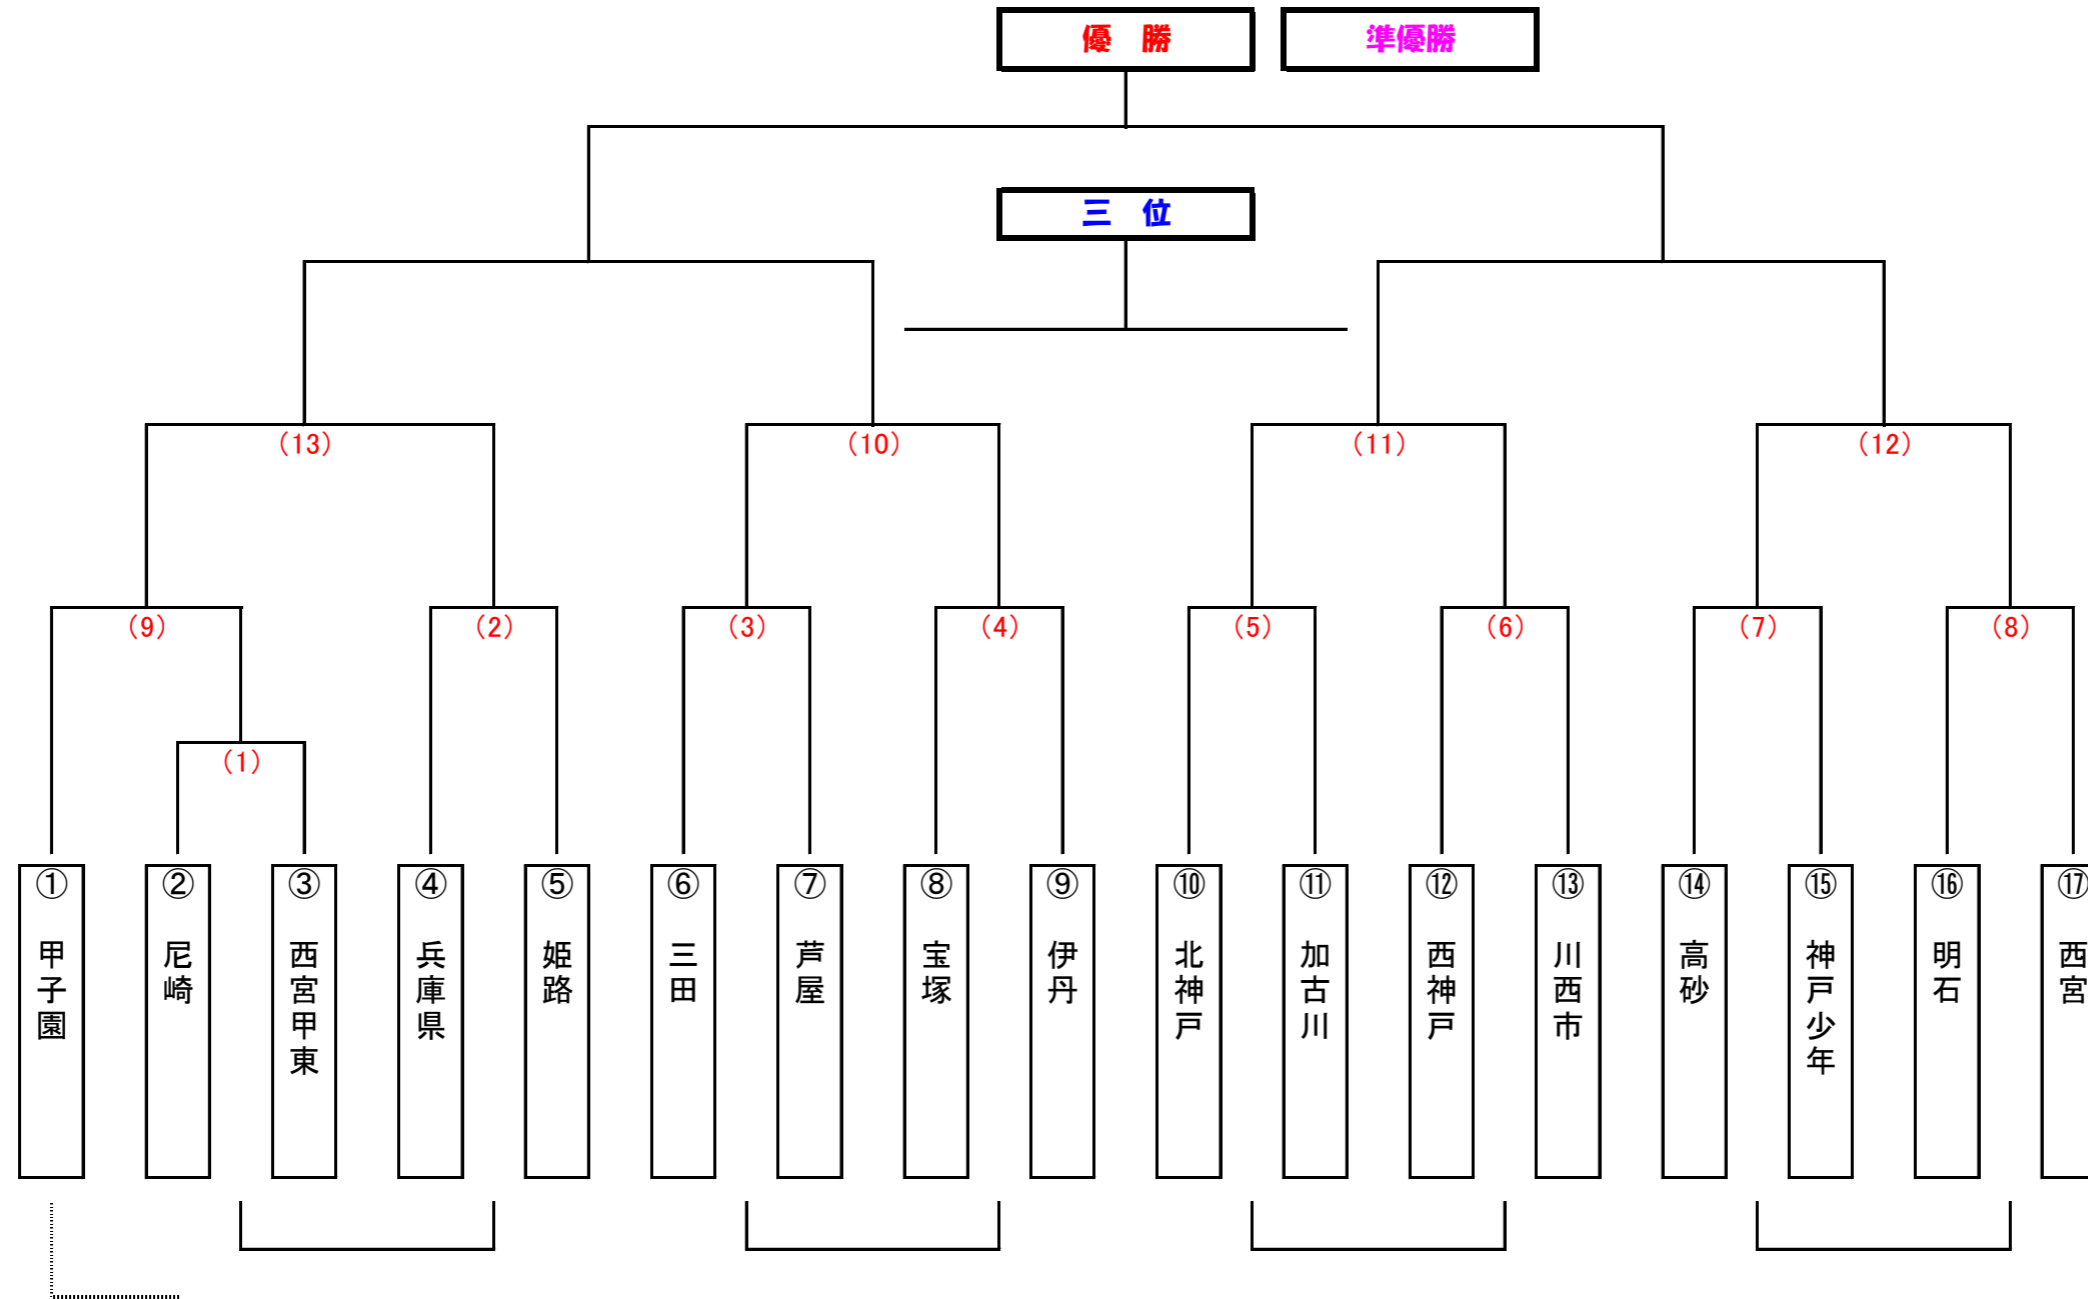 優　勝
準優勝
三　位
（13）
（10）
（11）
（12）
（9）
（2）
（3）
（4）
（5）
（6）
（7）
（8）
（1）
① 甲子園
② 尼崎
③ 西宮甲東
④ 兵庫県
⑤ 姫路
⑥ 三田
⑦ 芦屋
⑧ 宝塚
⑨ 伊丹
⑩ 北神戸
⑪ 加古川
⑫ 西神戸
⑬ 川西市
⑭ 高砂
⑮ 神戸少年
⑯ 明石
⑰ 西宮